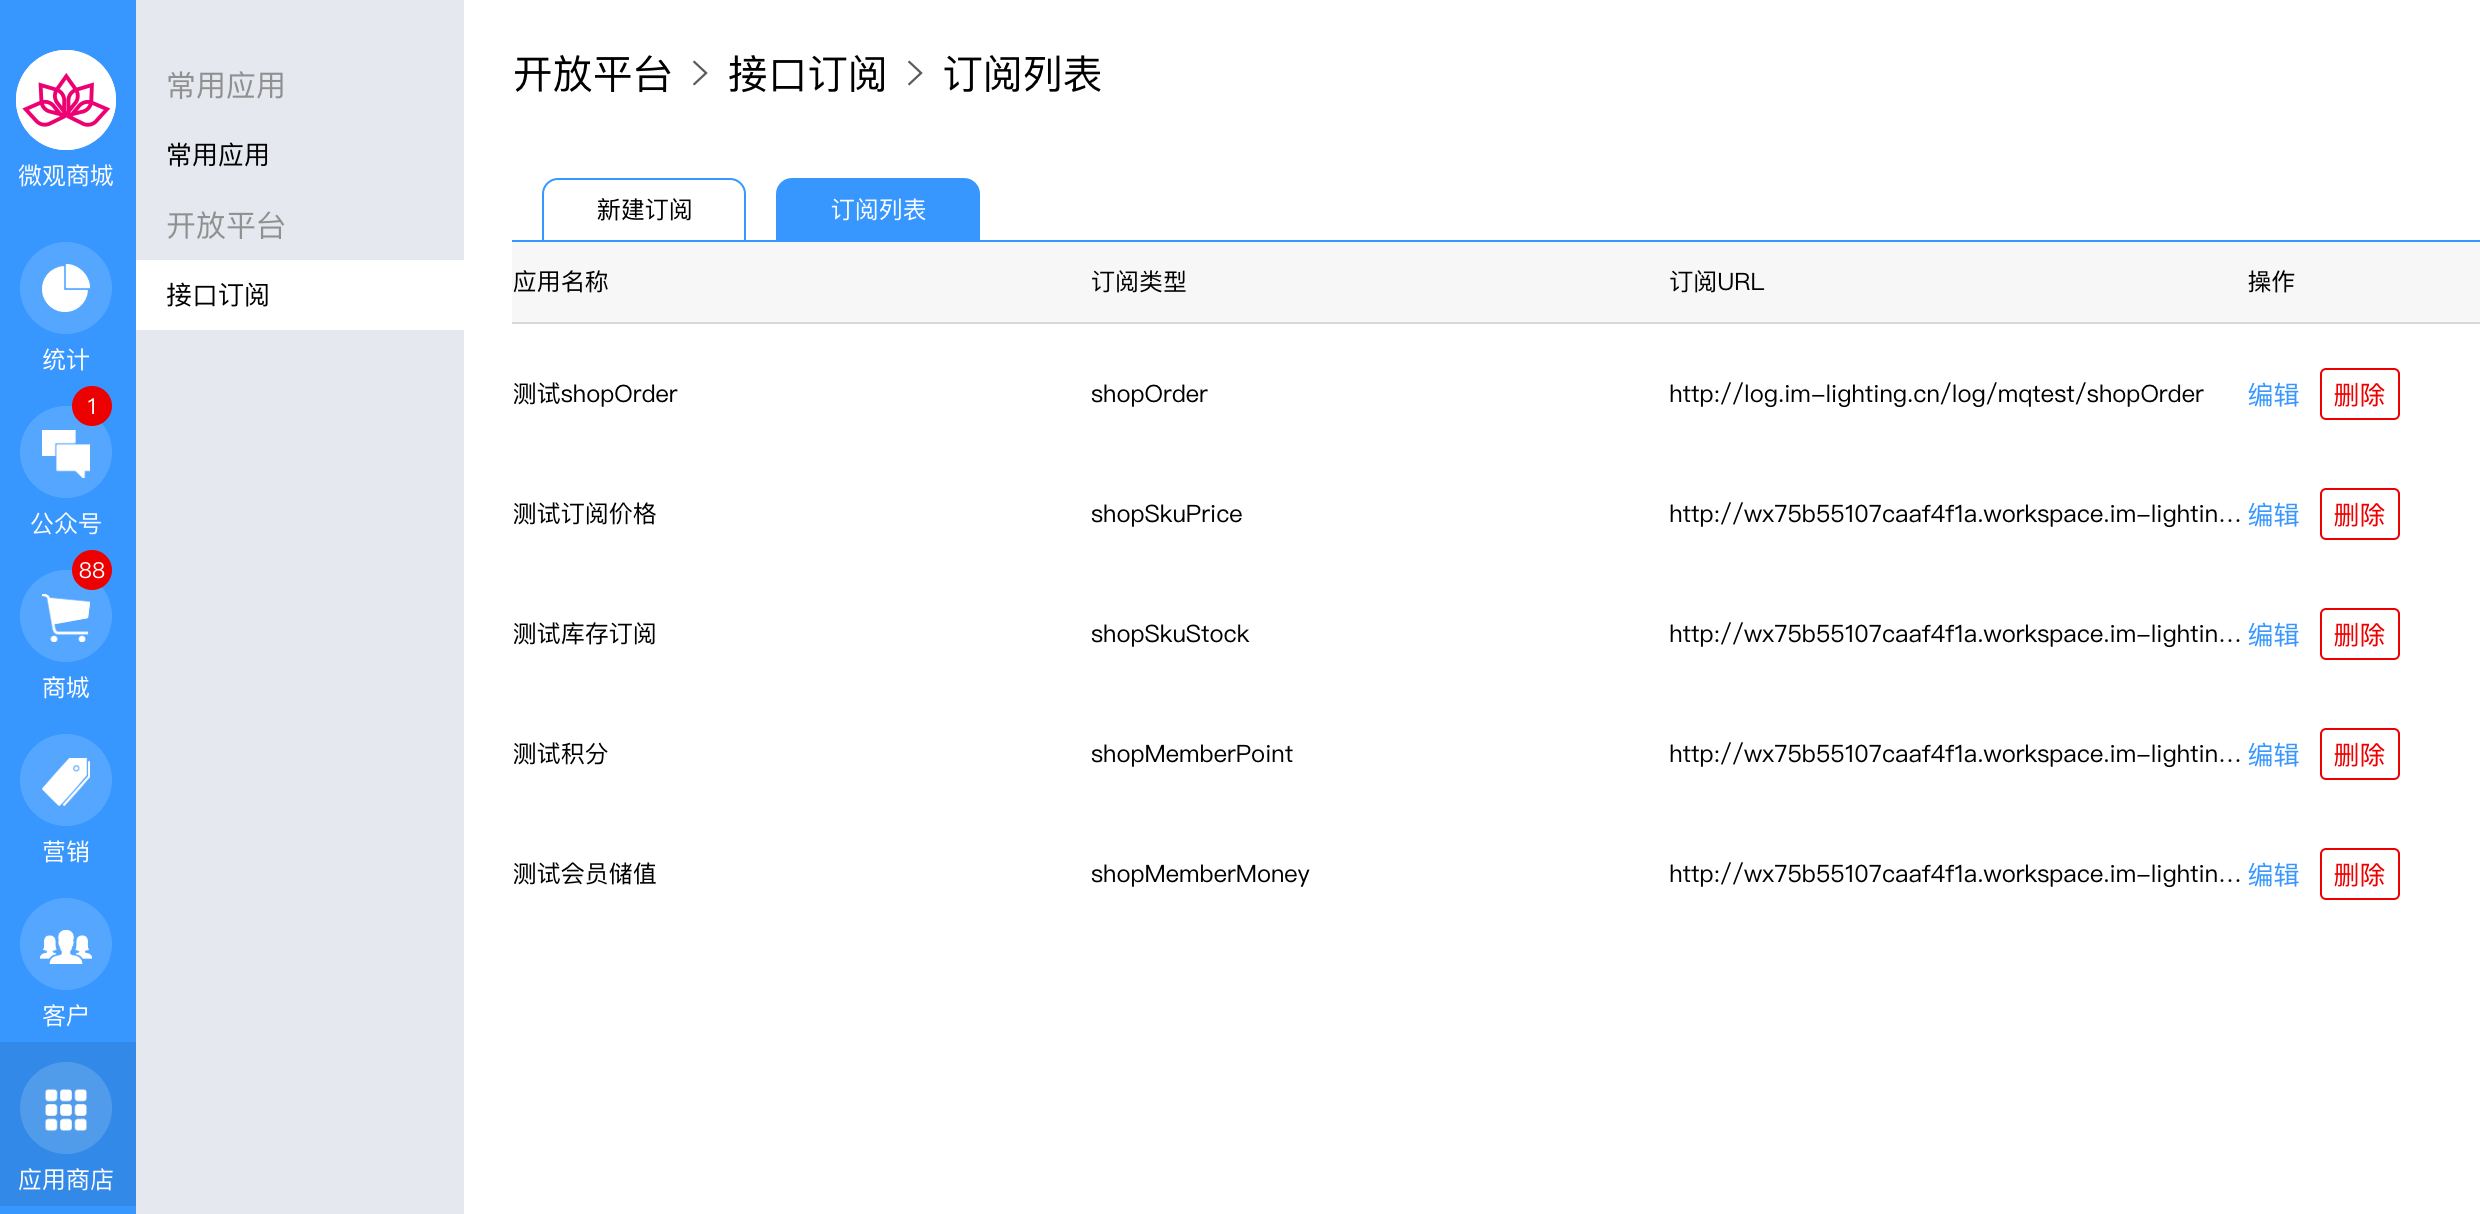 微观商城
统计
1
公众号
88
商城
营销
客户
应用商店
常用应用
常用应用
开放平台
接口订阅
开放平台 > 接口订阅 > 订阅列表
新建订阅 订阅列表
应用名称 订阅类型 订阅URL 操作
测试shopOrder shopOrder http://log.im-lighting.cn/log/mqtest/shopOrder 编辑 删除
测试订阅价格 shopSkuPrice http://wx75b55107caaf4f1a.workspace.im-lightin... 编辑 删除
测试库存订阅 shopSkuStock http://wx75b55107caaf4f1a.workspace.im-lightin... 编辑 删除
测试积分 shopMemberPoint http://wx75b55107caaf4f1a.workspace.im-lightin... 编辑 删除
测试会员储值 shopMemberMoney http://wx75b55107caaf4f1a.workspace.im-lightin... 编辑 删除